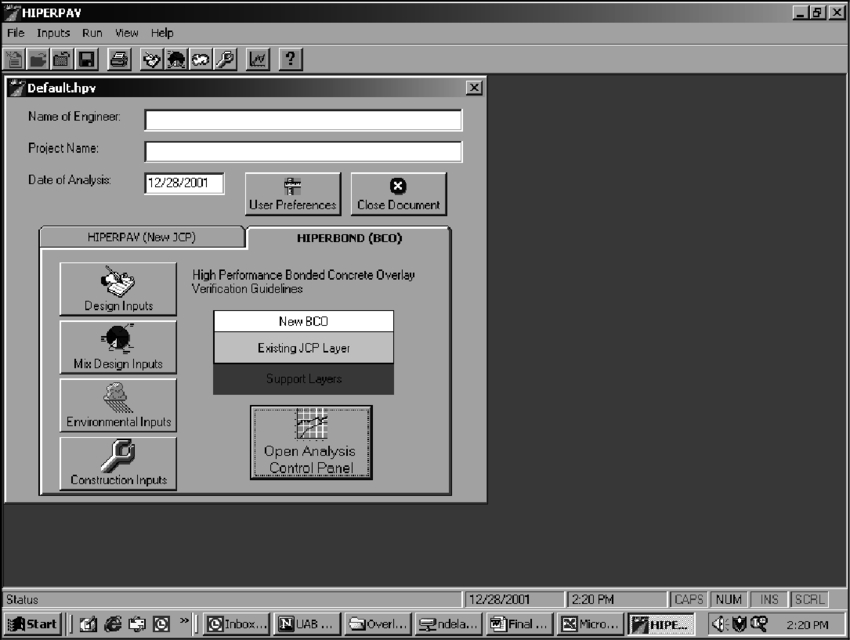 HIPERPAV
File Inputs Run View Help
Default.hpv
Name of Engineer:
Project Name:
Date of Analysis: 12/28/2001
User Preferences Close Document
HIPERPAV (New JCP) HIPERBOND (BCO)
High Performance Bonded Concrete Overlay
Verification Guidelines
Design Inputs
New BCO
Existing JCP Layer
Mix Design Inputs
Support Layers
Environmental Inputs
Open Analysis
Control Panel
Construction Inputs
Status 12/28/2001 2:20 PM CAPS NUM INS SCRL
Start » Inbox... UAB ... Overl... ndela... Final ... Micro... HIPE... 2:20 PM